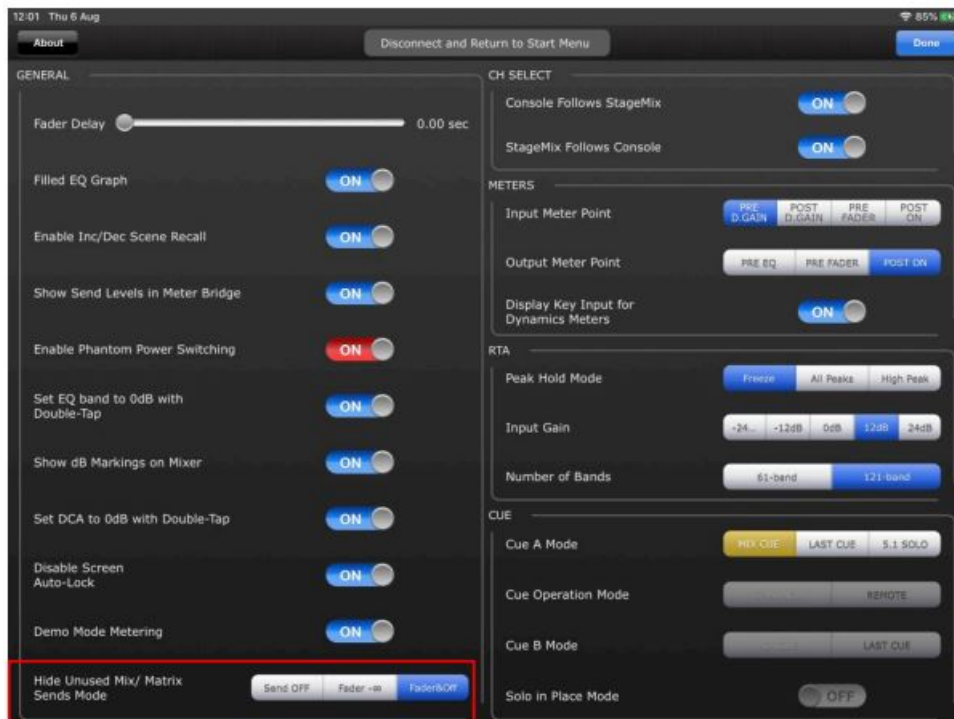 12:01 Thu 6 Aug
85%
About
Disconnect and Return to Start Menu
Done
GENERAL
Fader Delay
0.00 sec
Filled EQ Graph
ON
Enable Inc/Dec Scene Recall
ON
Show Send Levels in Meter Bridge
ON
Enable Phantom Power Switching
ON
Set EQ band to 0dB with
Double-Tap
ON
Show dB Markings on Mixer
ON
Set DCA to 0dB with Double-Tap
ON
Disable Screen
Auto-Lock
ON
Demo Mode Metering
ON
Hide Unused Mix/ Matrix
Sends Mode
Send OFF
Fader -∞
Fader&Off
CH SELECT
Console Follows StageMix
ON
StageMix Follows Console
ON
METERS
Input Meter Point
PRE
D.GAIN
POST
D.GAIN
PRE
FADER
POST
ON
Output Meter Point
PRE EQ
PRE FADER
POST ON
Display Key Input for
Dynamics Meters
ON
RTA
Peak Hold Mode
Freeze
All Peaks
High Peak
Input Gain
-24...
-12dB
0dB
12dB
24dB
Number of Bands
61-band
121-band
CUE
Cue A Mode
MIX CUE
LAST CUE
5.1 SOLO
Cue Operation Mode
REMOTE
Cue B Mode
LAST CUE
Solo in Place Mode
OFF